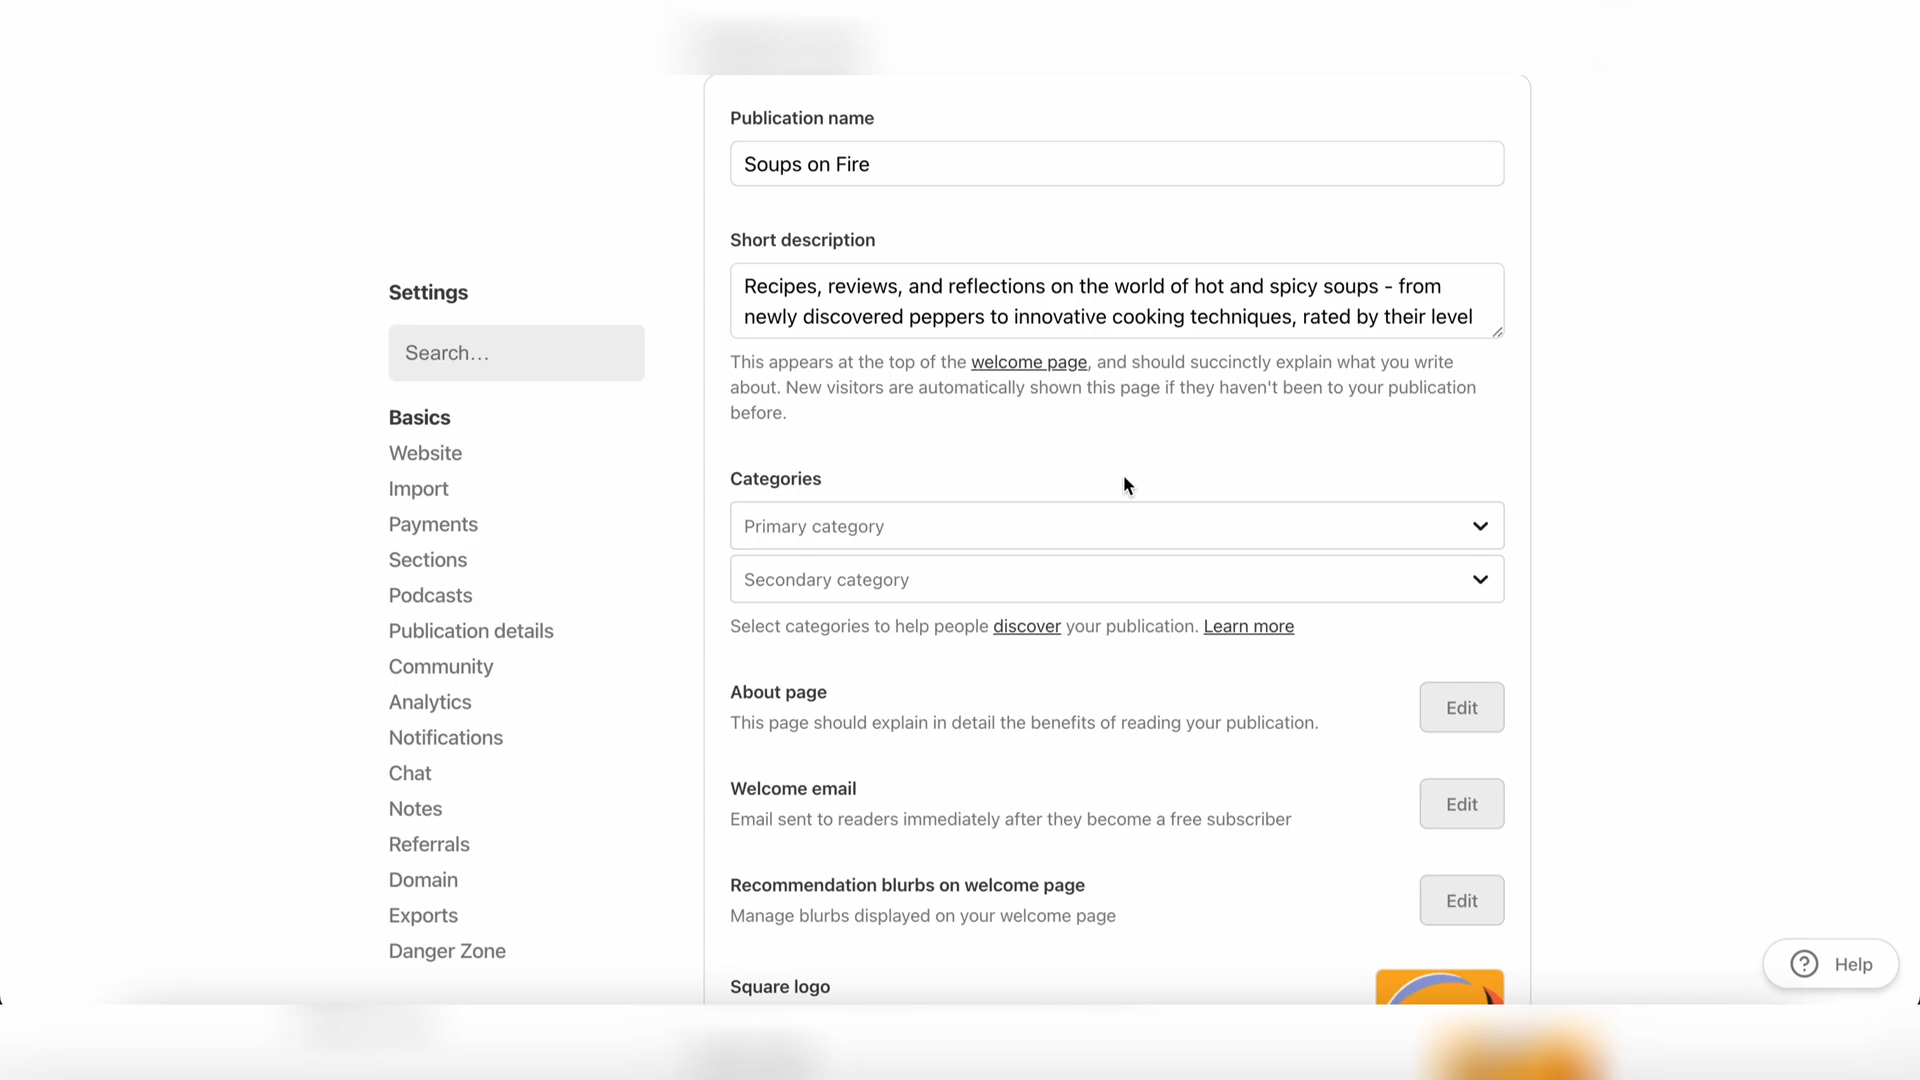 Settings
Search…
Basics
Website
Import
Payments
Sections
Podcasts
Publication details
Community
Analytics
Notifications
Chat
Notes
Referrals
Domain
Exports
Danger Zone
Publication name
Soups on Fire
Short description
Recipes, reviews, and reflections on the world of hot and spicy soups - from
newly discovered peppers to innovative cooking techniques, rated by their level
This appears at the top of the welcome page, and should succinctly explain what you write
about. New visitors are automatically shown this page if they haven't been to your publication
before.
Categories
Primary category
Secondary category
Select categories to help people discover your publication. Learn more
About page
This page should explain in detail the benefits of reading your publication.
Edit
Welcome email
Email sent to readers immediately after they become a free subscriber
Edit
Recommendation blurbs on welcome page
Manage blurbs displayed on your welcome page
Edit
Square logo
Help